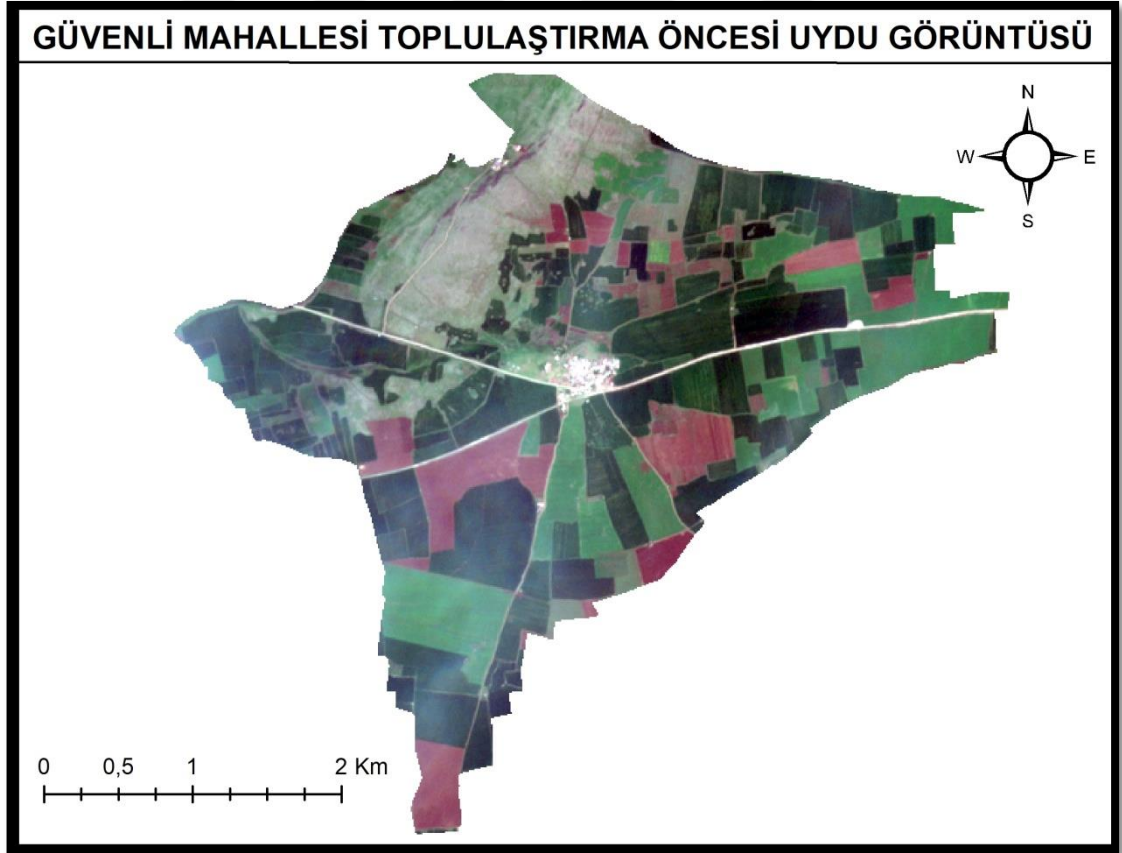 GÜVENLİ MAHALLESİ TOPLULAŞTIRMA ÖNCESİ UYDU GÖRÜNTÜSÜ
N
W E
S
0 0,5 1 2 Km